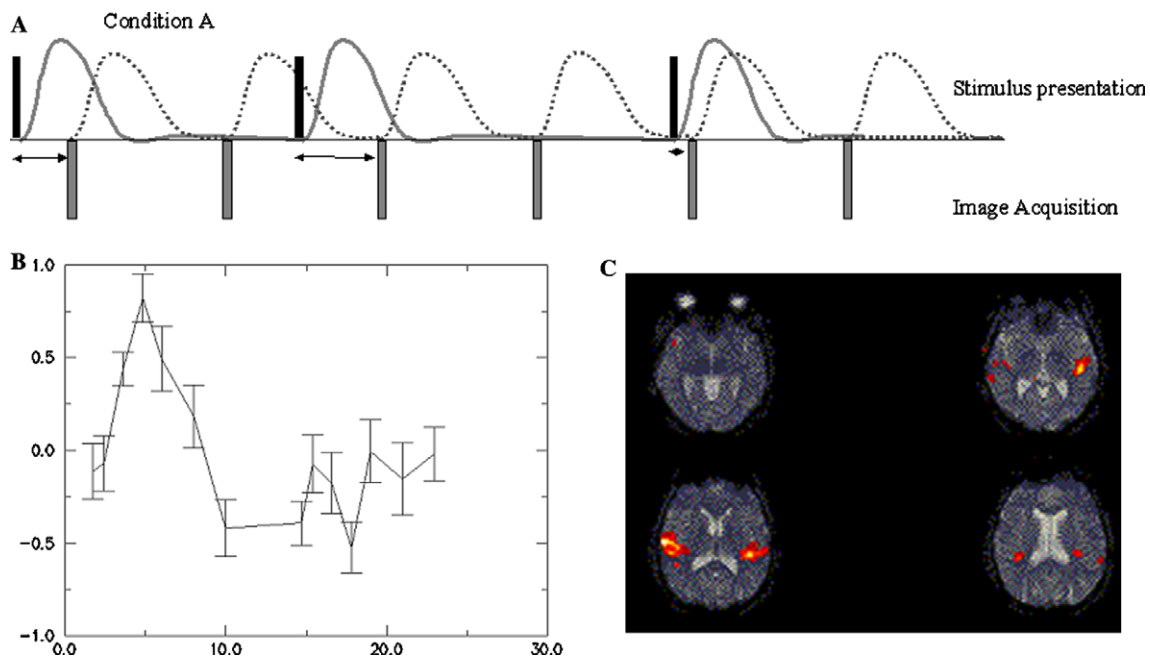 A
Condition A
Stimulus presentation
Image Acquisition
B
1.0
0.5
0.0
-0.5
-1.0
0.0 10.0 20.0 30.0
C